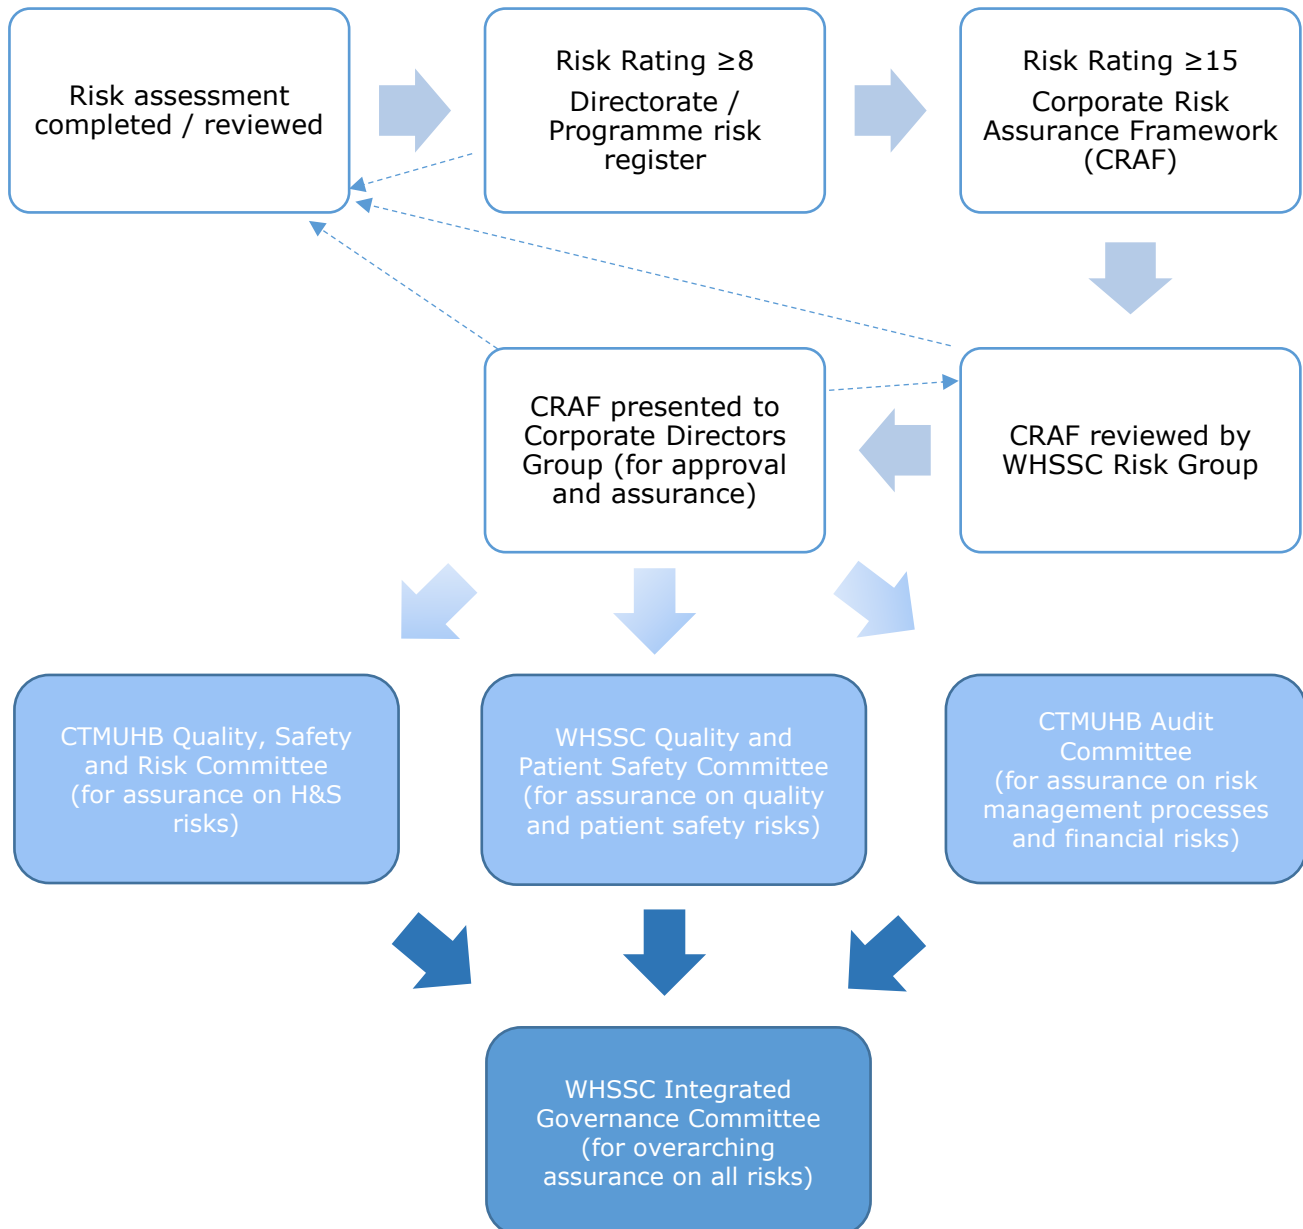 Risk assessment
completed / reviewed
Risk Rating ≥8
Directorate /
Programme risk
register
Risk Rating ≥15
Corporate Risk
Assurance Framework
(CRAF)
CRAF presented to
Corporate Directors
Group (for approval
and assurance)
CRAF reviewed by
WHSSC Risk Group
CTMUHB Quality, Safety
and Risk Committee
(for assurance on H&S
risks)
WHSSC Quality and
Patient Safety Committee
(for assurance on quality
and patient safety risks)
CTMUHB Audit
Committee
(for assurance on risk
management processes
and financial risks)
WHSSC Integrated
Governance Committee
(for overarching
assurance on all risks)